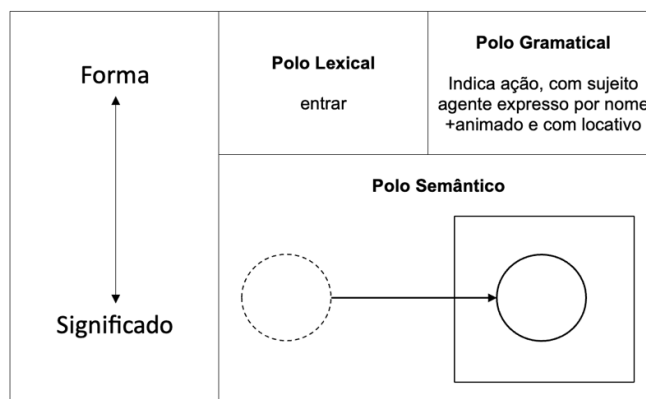 Forma
Significado
Polo Lexical
entrar
Polo Gramatical
Indica ação, com sujeito
agente expresso por nome
+animado e com locativo
Polo Semântico